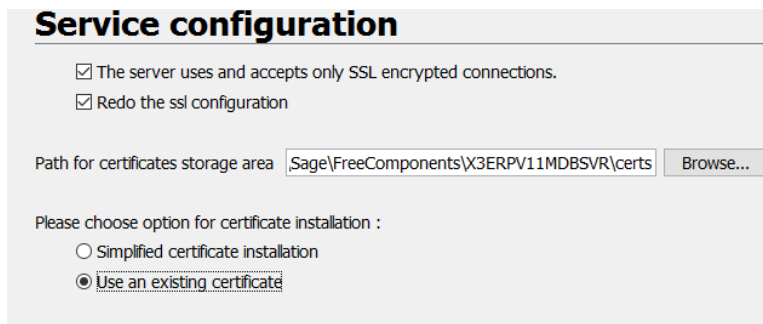 Service configuration
The server uses and accepts only SSL encrypted connections.
Redo the ssl configuration
Path for certificates storage area ,Sage\FreeComponents\X3ERPV11MDBSVR\certs Browse...
Please choose option for certificate installation :
Simplified certificate installation
Use an existing certificate